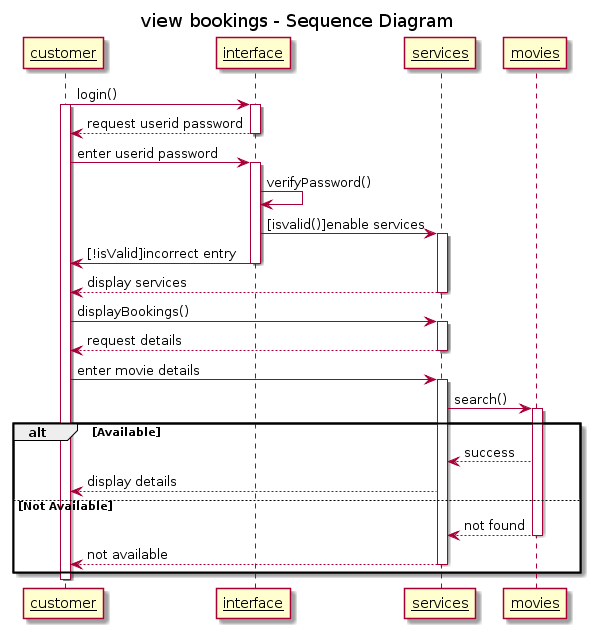 view bookings - Sequence Diagram
customer interface services movies
login()
request userid password
enter userid password
verifyPassword()
[isvalid()]enable services
[!isValid]incorrect entry
display services
displayBookings()
request details
enter movie details
search()
alt [Available]
success
display details
[Not Available]
not found
not available
customer interface services movies